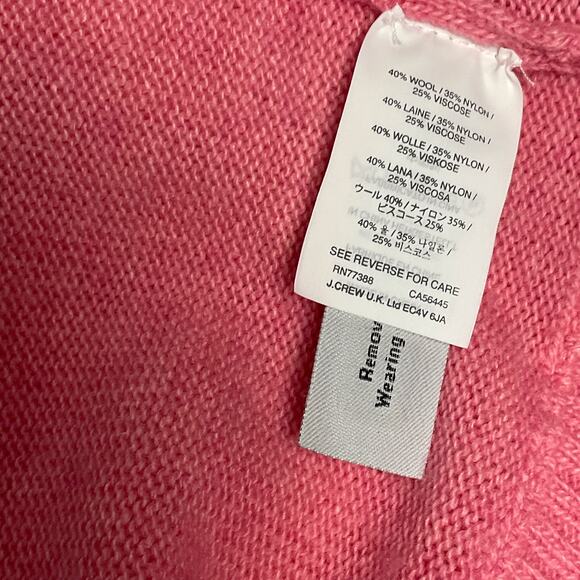 40% WOOL / 35% NYLON /
25% VISCOSE
40% LAINE / 35% NYLON /
25% VISCOSE
40% WOLLE / 35% NYLON /
25% VISKOSE
40% LANA / 35% NYLON /
25% VISCOSA
ウール 40% / ナイロン 35% /
ビスコース 25%
40% 울 / 35% 나일론 /
25% 비스코스
SEE REVERSE FOR CARE
RN77388 CA56445
J.CREW U.K. Ltd EC4V 6JA
Remov
Wearing